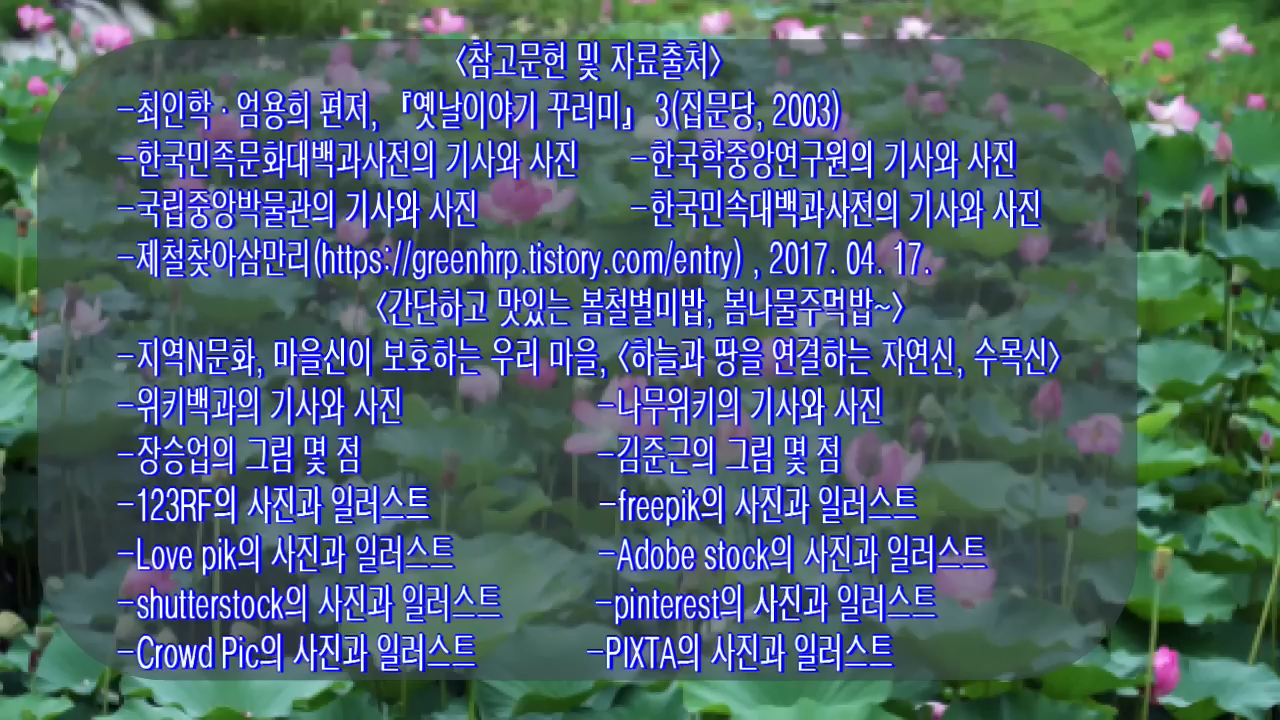 <참고문헌 및 자료출처>
-최인학·엄용희 편저, 『옛날이야기 꾸러미』 3(집문당, 2003)
-한국민족문화대백과사전의 기사와 사진 -한국학중앙연구원의 기사와 사진
-국립중앙박물관의 기사와 사진 -한국민속대백과사전의 기사와 사진
-제철찾아삼만리(https://greenhrp.tistory.com/entry) , 2017. 04. 17.
<간단하고 맛있는 봄철별미밥, 봄나물주먹밥~>
-지역N문화, 마을신이 보호하는 우리 마을, <하늘과 땅을 연결하는 자연신, 수목신>
-위키백과의 기사와 사진 -나무위키의 기사와 사진
-장승업의 그림 몇 점 -김준근의 그림 몇 점
-123RF의 사진과 일러스트 -freepik의 사진과 일러스트
-Love pik의 사진과 일러스트 -Adobe stock의 사진과 일러스트
-shutterstock의 사진과 일러스트 -pinterest의 사진과 일러스트
-Crowd Pic의 사진과 일러스트 -PIXTA의 사진과 일러스트